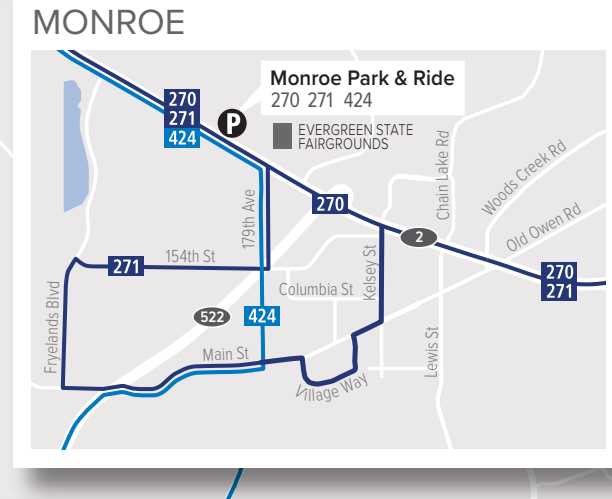 MONROE
Monroe Park & Ride
270 271 424
270
271
424
P
EVERGREEN STATE
FAIRGROUNDS
Chain Lake Rd
Woods Creek Rd
Old Owen Rd
179th Ave
270
2
154th St
271
Kelsey St
270
271
Columbia St
Fryelands Blvd
522
424
Main St
Lewis St
Village Way